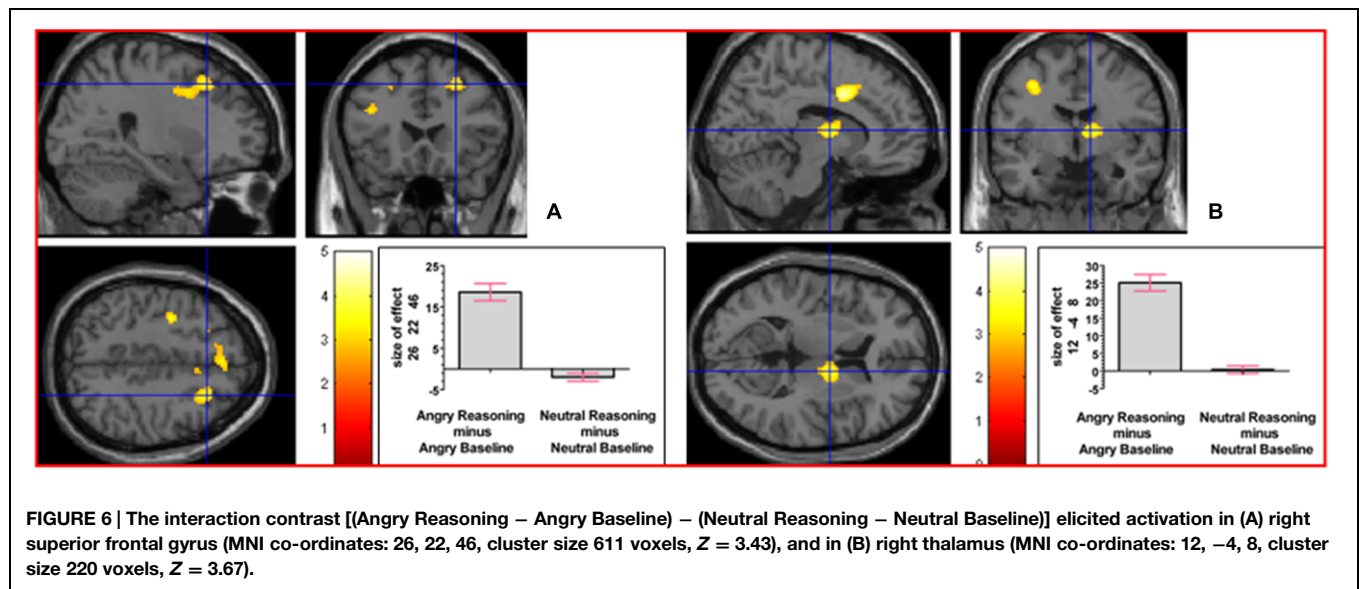 A
B
5
4
3
2
1
25
15
5
-5
size of effect
26 22 46
Angry Reasoning
minus
Angry Baseline
Neutral Reasoning
minus
Neutral Baseline
5
4
3
2
1
0
30
25
20
15
10
5
0
-5
size of effect
12 -4 8
Angry Reasoning
minus
Angry Baseline
Neutral Reasoning
minus
Neutral Baseline
FIGURE 6 | The interaction contrast [(Angry Reasoning − Angry Baseline) − (Neutral Reasoning − Neutral Baseline)] elicited activation in (A) right
superior frontal gyrus (MNI co-ordinates: 26, 22, 46, cluster size 611 voxels, Z = 3.43), and in (B) right thalamus (MNI co-ordinates: 12, −4, 8, cluster
size 220 voxels, Z = 3.67).